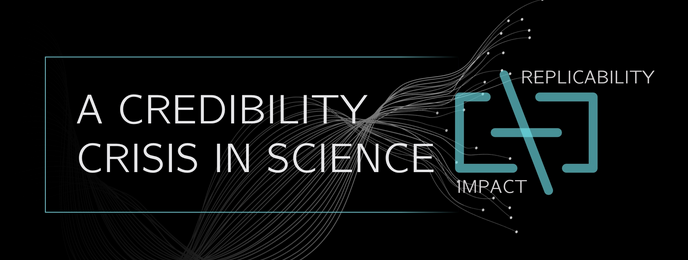 A CREDIBILITY
CRISIS IN SCIENCE
REPLICABILITY
IMPACT